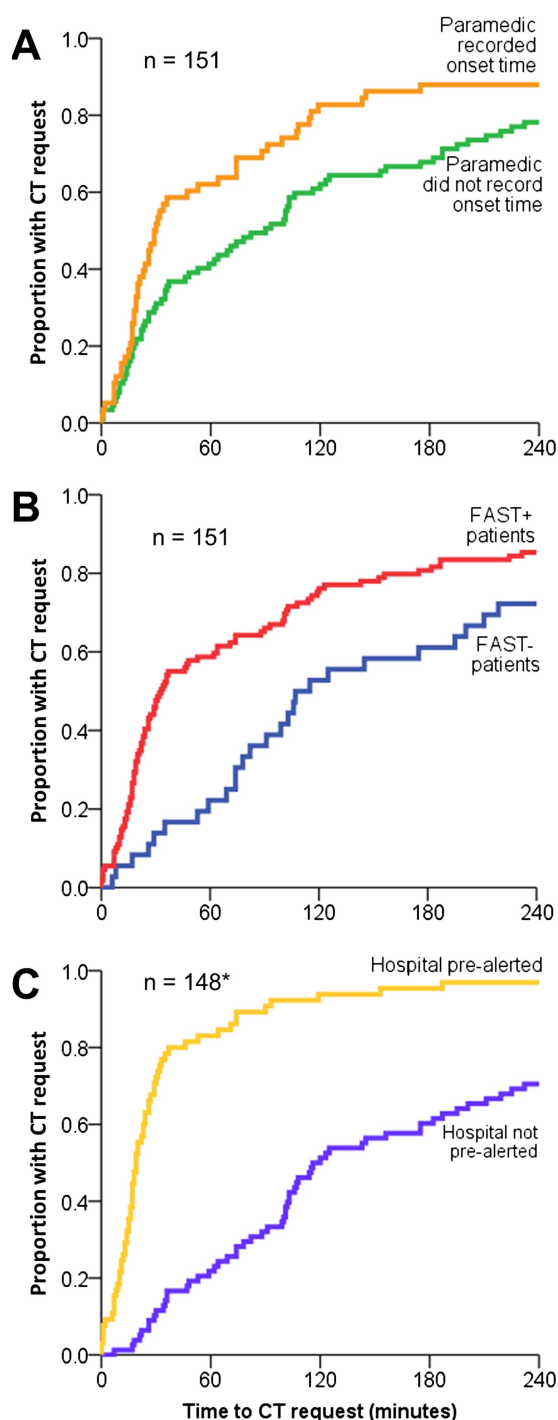 A
n = 151
Paramedic
recorded
onset time
Paramedic
did not record
onset time
Proportion with CT request
1.0
0.8
0.6
0.4
0.2
0.0
0 60 120 180 240
B
n = 151
FAST+
patients
FAST-
patients
Proportion with CT request
1.0
0.8
0.6
0.4
0.2
0.0
0 60 120 180 240
C
n = 148*
Hospital pre-alerted
Hospital not
pre-alerted
Proportion with CT request
1.0
0.8
0.6
0.4
0.2
0.0
0 60 120 180 240
Time to CT request (minutes)